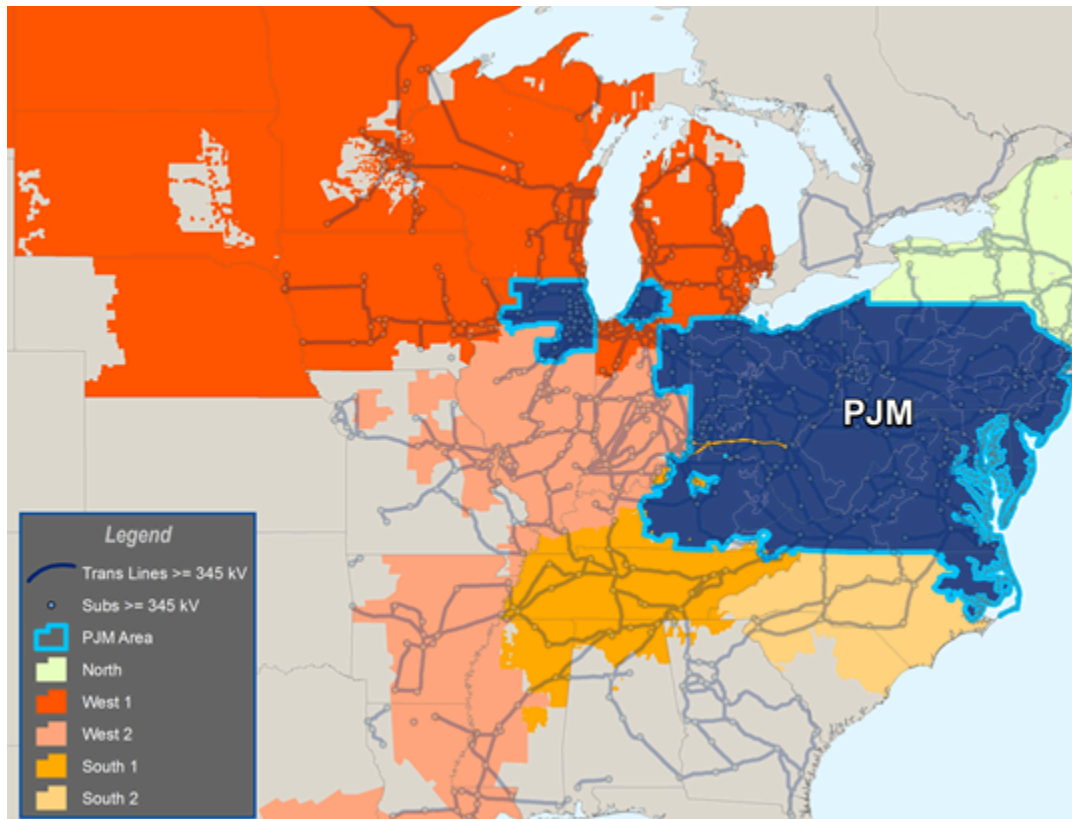 PJM
Legend
Trans Lines >= 345 kV
Subs >= 345 kV
PJM Area
North
West 1
West 2
South 1
South 2